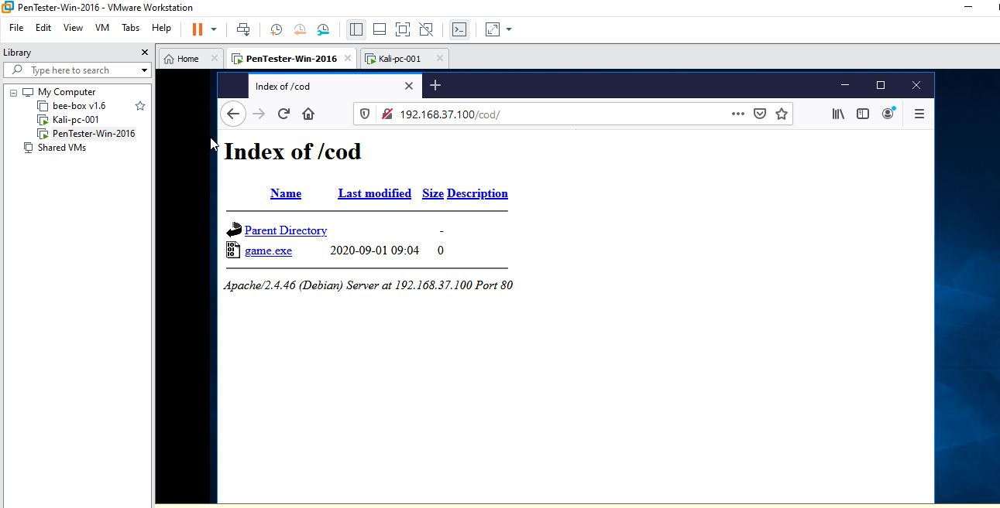 PenTester-Win-2016 - VMware Workstation
File Edit View VM Tabs Help
Library
Type here to search
My Computer
bee-box v1.6
Kali-pc-001
PenTester-Win-2016
Shared VMs
Home PenTester-Win-2016 Kali-pc-001
Index of /cod
192.168.37.100/cod/
Index of /cod
Name Last modified Size Description
Parent Directory -
game.exe 2020-09-01 09:04 0
Apache/2.4.46 (Debian) Server at 192.168.37.100 Port 80